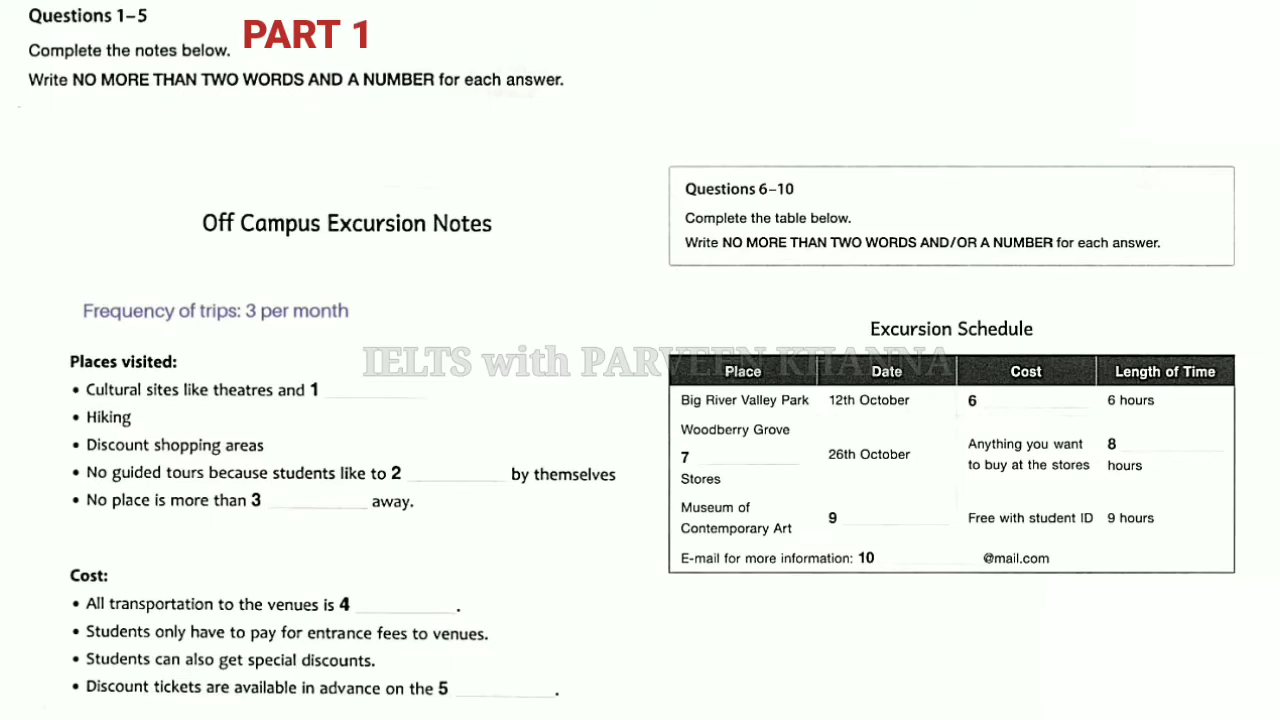 Questions 1–5
PART 1
Complete the notes below.
Write NO MORE THAN TWO WORDS AND A NUMBER for each answer.
Off Campus Excursion Notes
Frequency of trips: 3 per month
Places visited:
• Cultural sites like theatres and 1
• Hiking
• Discount shopping areas
• No guided tours because students like to 2 by themselves
• No place is more than 3 away.
Cost:
• All transportation to the venues is 4 .
• Students only have to pay for entrance fees to venues.
• Students can also get special discounts.
• Discount tickets are available in advance on the 5 .
IELTS with PARVEEN KHANNA
Questions 6–10
Complete the table below.
Write NO MORE THAN TWO WORDS AND/OR A NUMBER for each answer.
Excursion Schedule
Place Date Cost Length of Time
Big River Valley Park 12th October 6 6 hours
Woodberry Grove
7
Stores
26th October
Anything you want
to buy at the stores
8
hours
Museum of
Contemporary Art
9
Free with student ID 9 hours
E-mail for more information: 10 @mail.com